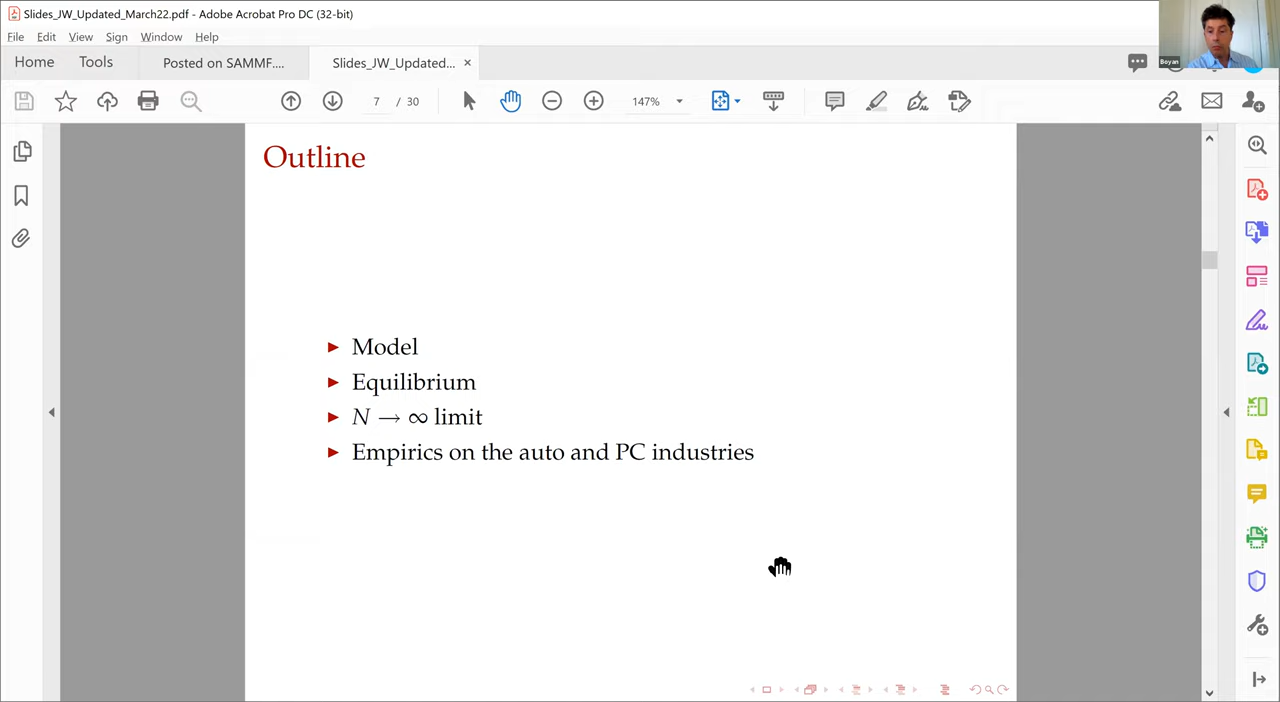 Slides_JW_Updated_March22.pdf - Adobe Acrobat Pro DC (32-bit)
File Edit View Sign Window Help
Home Tools Posted on SAMMF.... Slides_JW_Updated... ×
7 / 30 147%
Boyan
Outline
► Model
► Equilibrium
► N → ∞ limit
► Empirics on the auto and PC industries